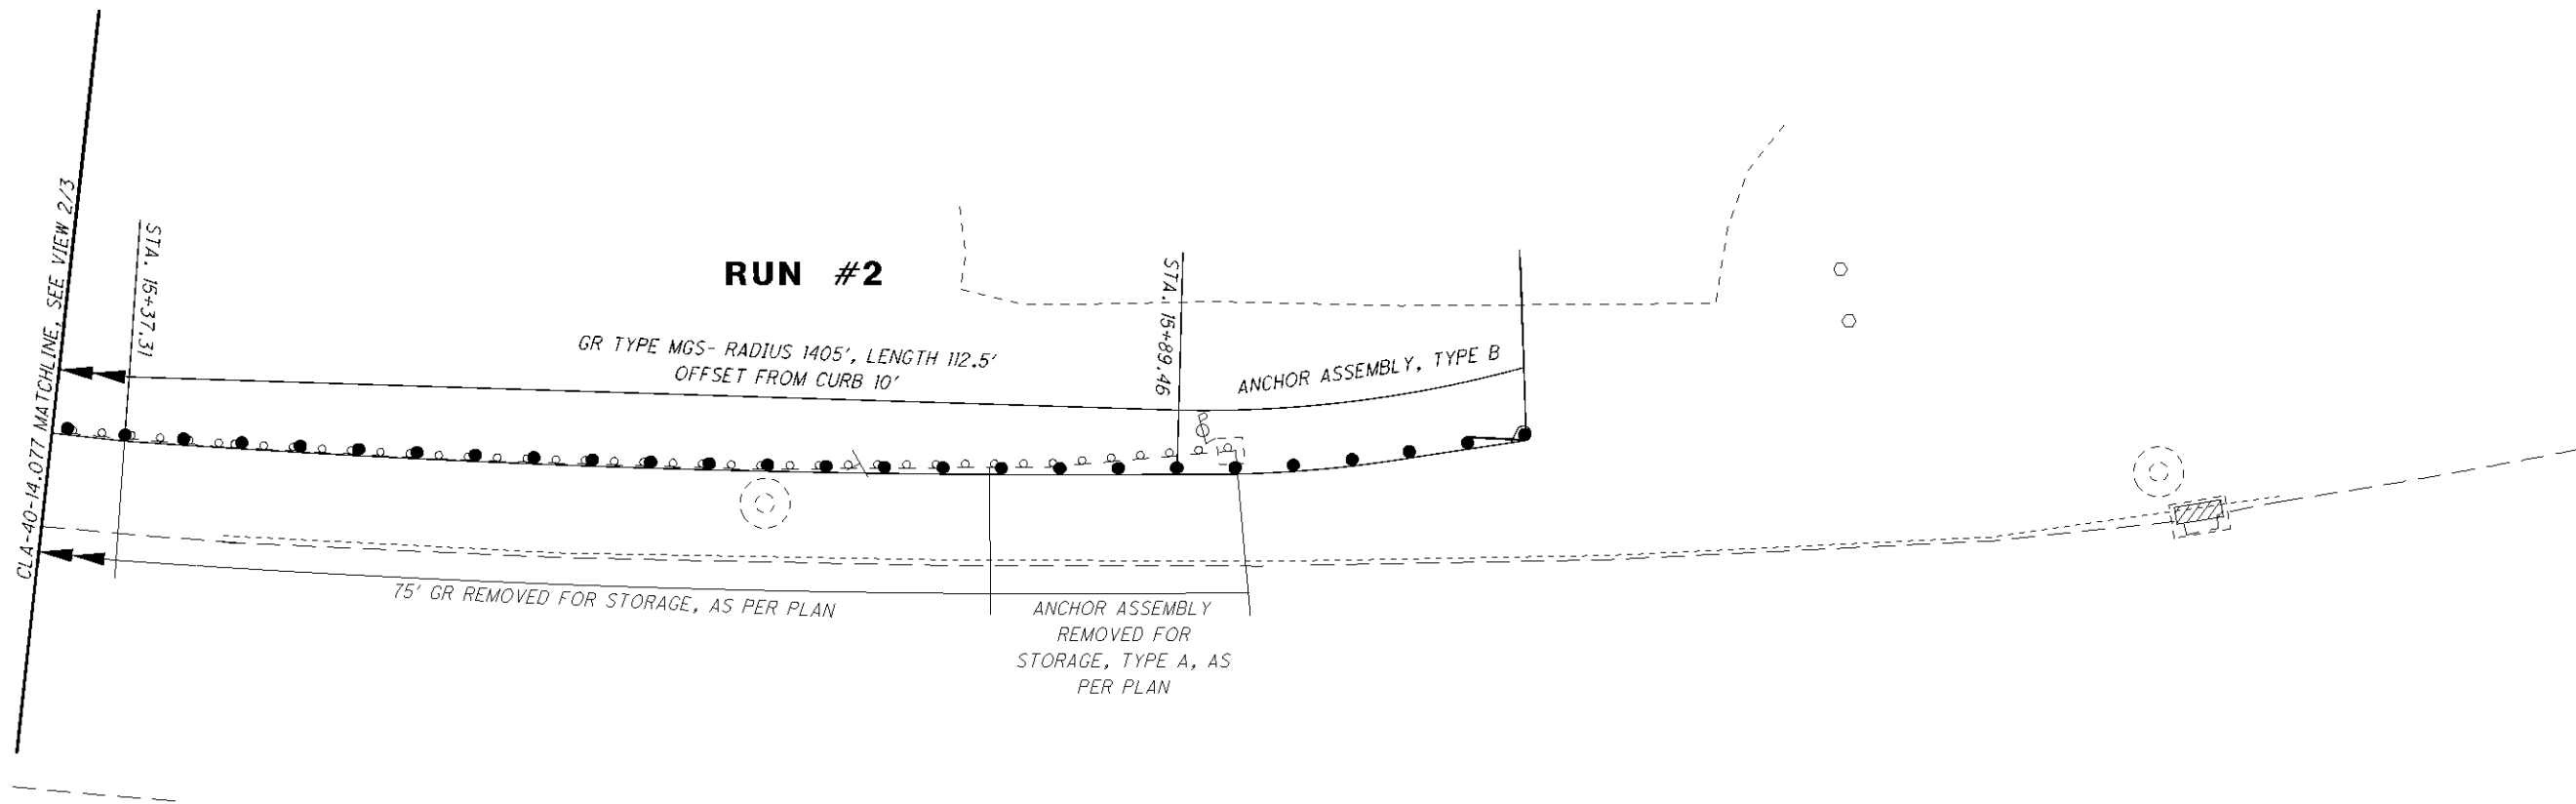 CLA-40-14.077 MATCHLINE, SEE VIEW 2/3
STA. 15+37.31
RUN #2
GR TYPE MGS- RADIUS 1405', LENGTH 112.5'
OFFSET FROM CURB 10'
STA. 15+89.46
ANCHOR ASSEMBLY, TYPE B
75' GR REMOVED FOR STORAGE, AS PER PLAN
ANCHOR ASSEMBLY
REMOVED FOR
STORAGE, TYPE A, AS
PER PLAN